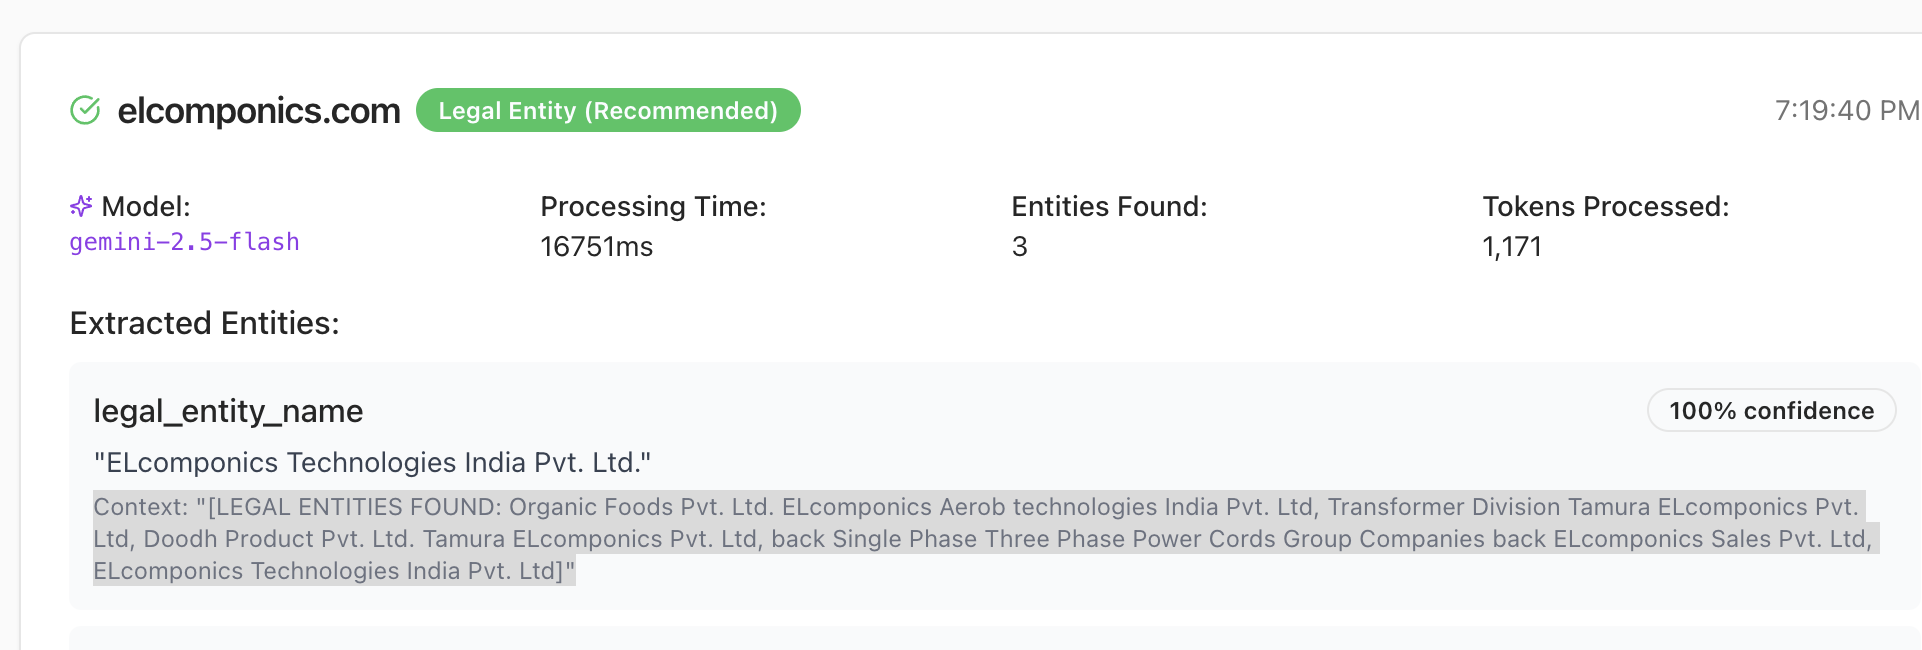 elcomponics.com Legal Entity (Recommended) 7:19:40 PM
Model: Processing Time: Entities Found: Tokens Processed:
gemini-2.5-flash 16751ms 3 1,171
Extracted Entities:
legal_entity_name 100% confidence
"ELcomponics Technologies India Pvt. Ltd."
Context: "[LEGAL ENTITIES FOUND: Organic Foods Pvt. Ltd. ELcomponics Aerob technologies India Pvt. Ltd, Transformer Division Tamura ELcomponics Pvt.
Ltd, Doodh Product Pvt. Ltd. Tamura ELcomponics Pvt. Ltd, back Single Phase Three Phase Power Cords Group Companies back ELcomponics Sales Pvt. Ltd,
ELcomponics Technologies India Pvt. Ltd]"